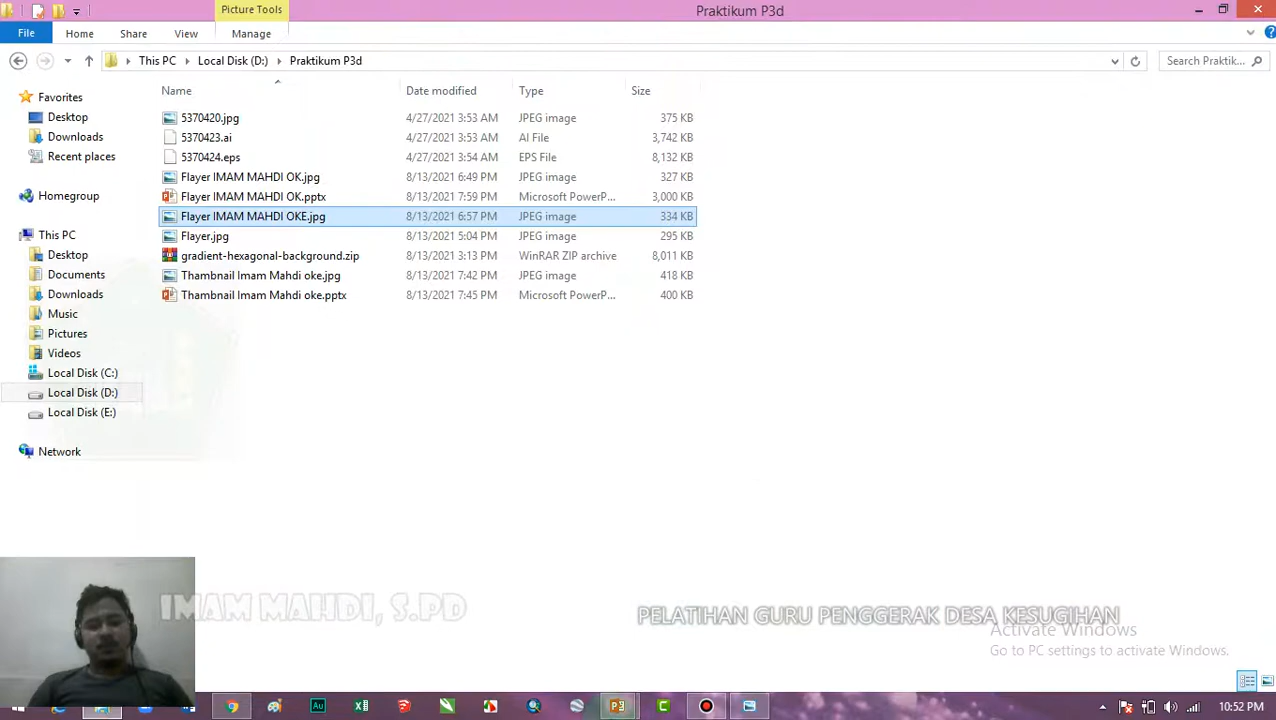 Picture Tools
Praktikum P3d
File
Home
Share
View
Manage
This PC
Local Disk (D:)
Praktikum P3d
Search Praktik...
Favorites
Desktop
Downloads
Recent places
Homegroup
This PC
Desktop
Documents
Downloads
Music
Pictures
Videos
Local Disk (C:)
Local Disk (D:)
Local Disk (E:)
Network
Name Date modified Type Size
5370420.jpg 4/27/2021 3:53 AM JPEG image 375 KB
5370423.ai 4/27/2021 3:53 AM AI File 3,742 KB
5370424.eps 4/27/2021 3:54 AM EPS File 8,132 KB
Flayer IMAM MAHDI OK.jpg 8/13/2021 6:49 PM JPEG image 327 KB
Flayer IMAM MAHDI OK.pptx 8/13/2021 7:59 PM Microsoft PowerP... 3,000 KB
Flayer IMAM MAHDI OKE.jpg 8/13/2021 6:57 PM JPEG image 334 KB
Flayer.jpg 8/13/2021 5:04 PM JPEG image 295 KB
gradient-hexagonal-background.zip 8/13/2021 3:13 PM WinRAR ZIP archive 8,011 KB
Thambnail Imam Mahdi oke.jpg 8/13/2021 7:42 PM JPEG image 418 KB
Thambnail Imam Mahdi oke.pptx 8/13/2021 7:45 PM Microsoft PowerP... 400 KB
IMAM MAHDI, S.PD
PELATIHAN GURU PENGGERAK DESA KESUGIHAN
Activate Windows
Go to PC settings to activate Windows.
Au
10:52 PM